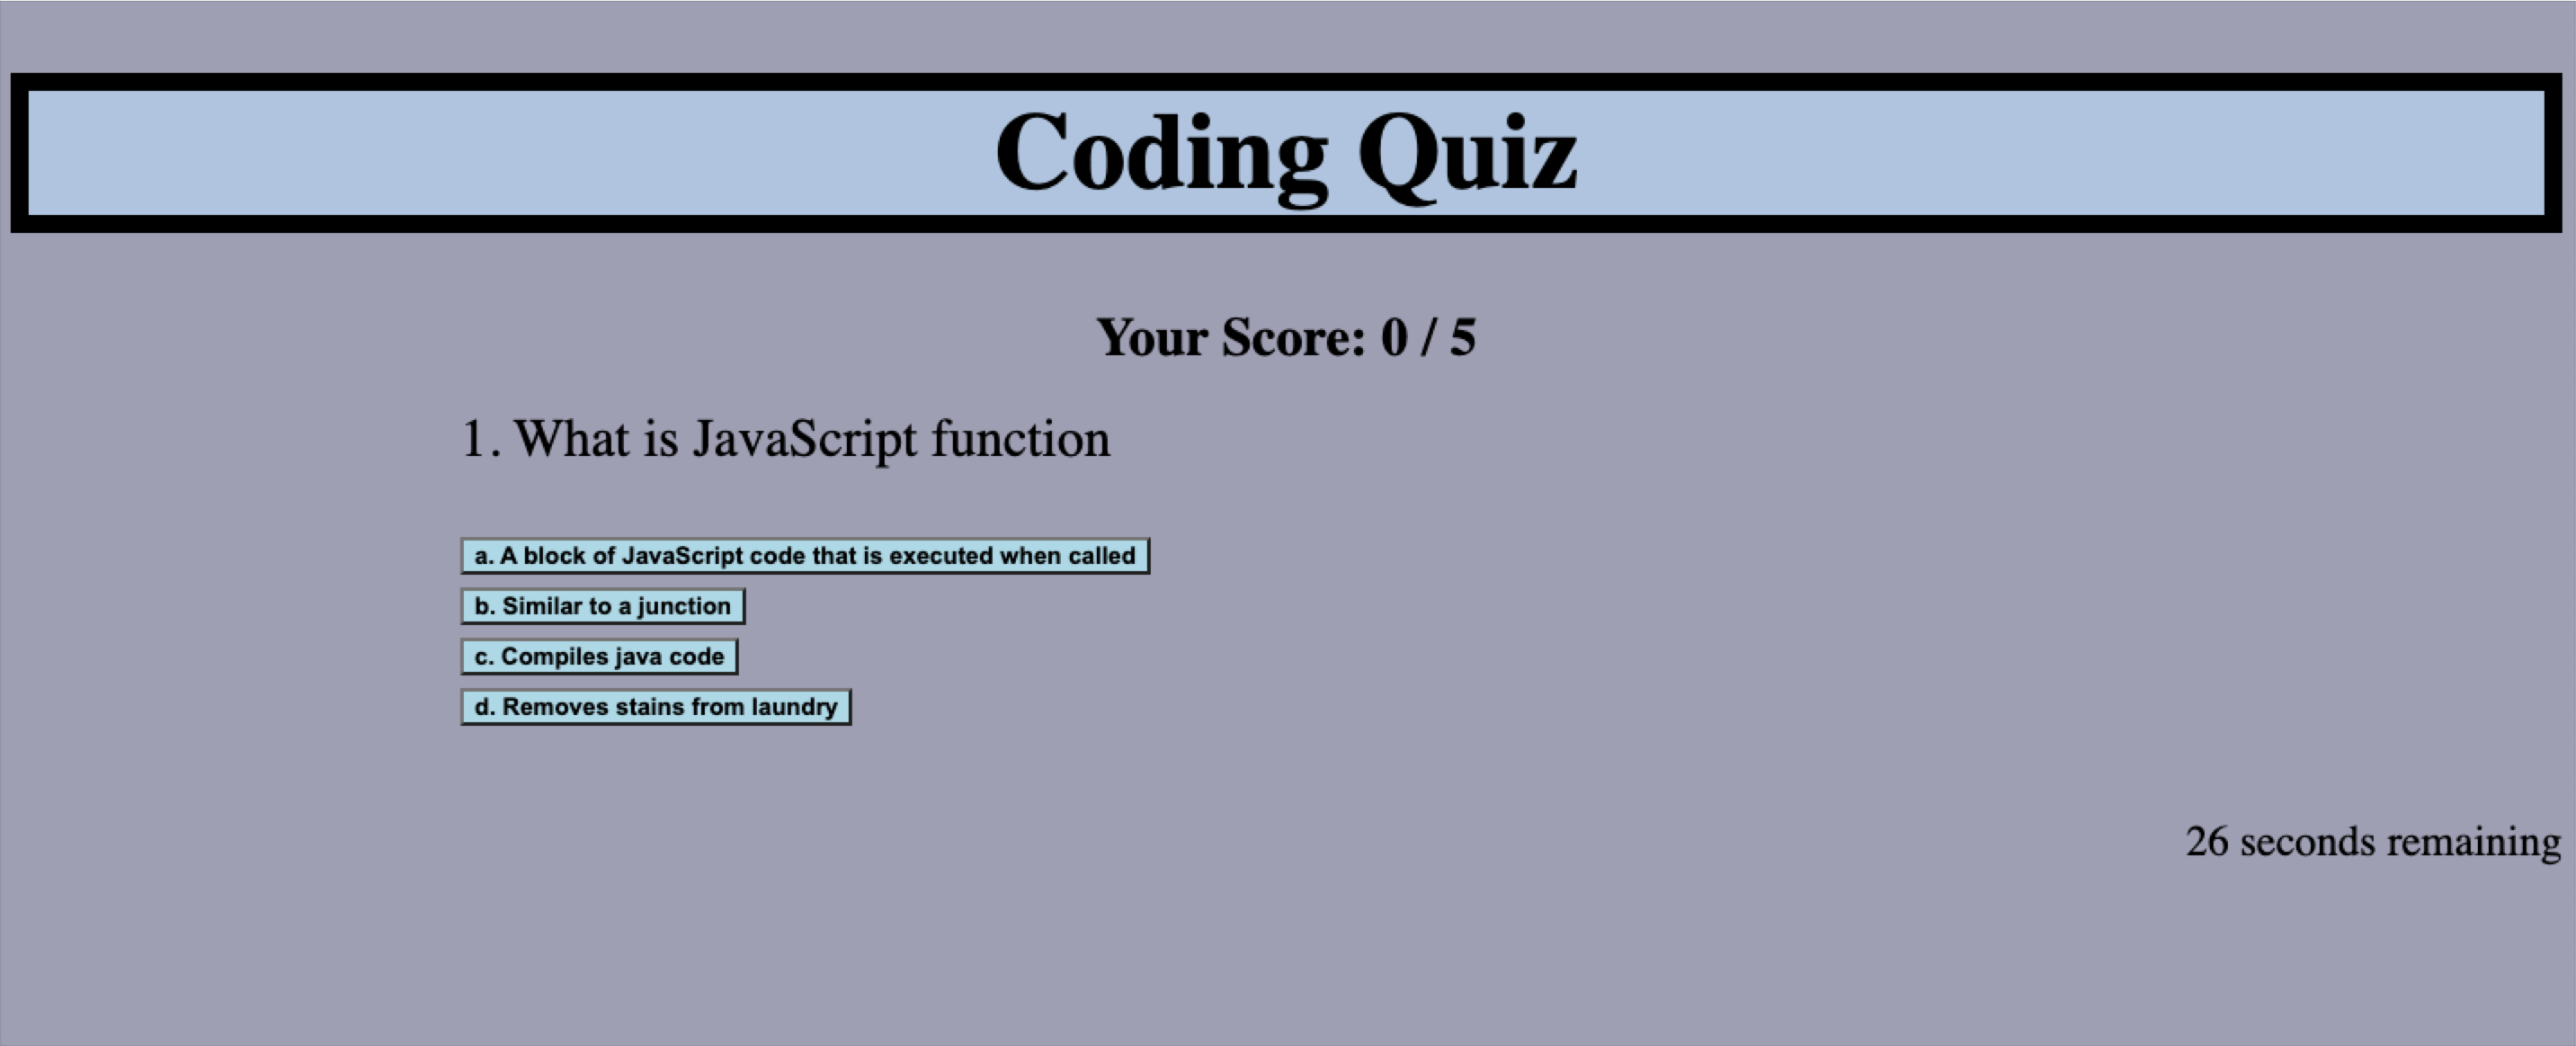 Coding Quiz
Your Score: 0 / 5
1. What is JavaScript function
a. A block of JavaScript code that is executed when called
b. Similar to a junction
c. Compiles java code
d. Removes stains from laundry
26 seconds remaining